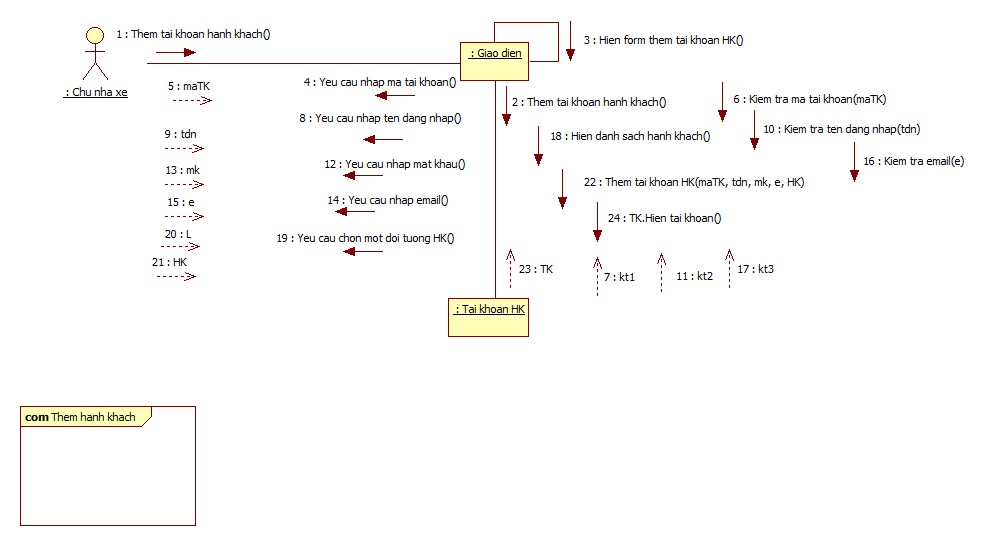 1 : Them tai khoan hanh khach()
3 : Hien form them tai khoan HK()
: Giao dien
: Chu nha xe
5 : maTK
4 : Yeu cau nhap ma tai khoan()
2 : Them tai khoan hanh khach()
6 : Kiem tra ma tai khoan(maTK)
8 : Yeu cau nhap ten dang nhap()
9 : tdn
18 : Hien danh sach hanh khach()
10 : Kiem tra ten dang nhap(tdn)
13 : mk
12 : Yeu cau nhap mat khau()
16 : Kiem tra email(e)
22 : Them tai khoan HK(maTK, tdn, mk, e, HK)
15 : e
14 : Yeu cau nhap email()
24 : TK.Hien tai khoan()
20 : L
19 : Yeu cau chon mot doi tuong HK()
21 : HK
23 : TK
7 : kt1
11 : kt2
17 : kt3
: Tai khoan HK
com Them hanh khach